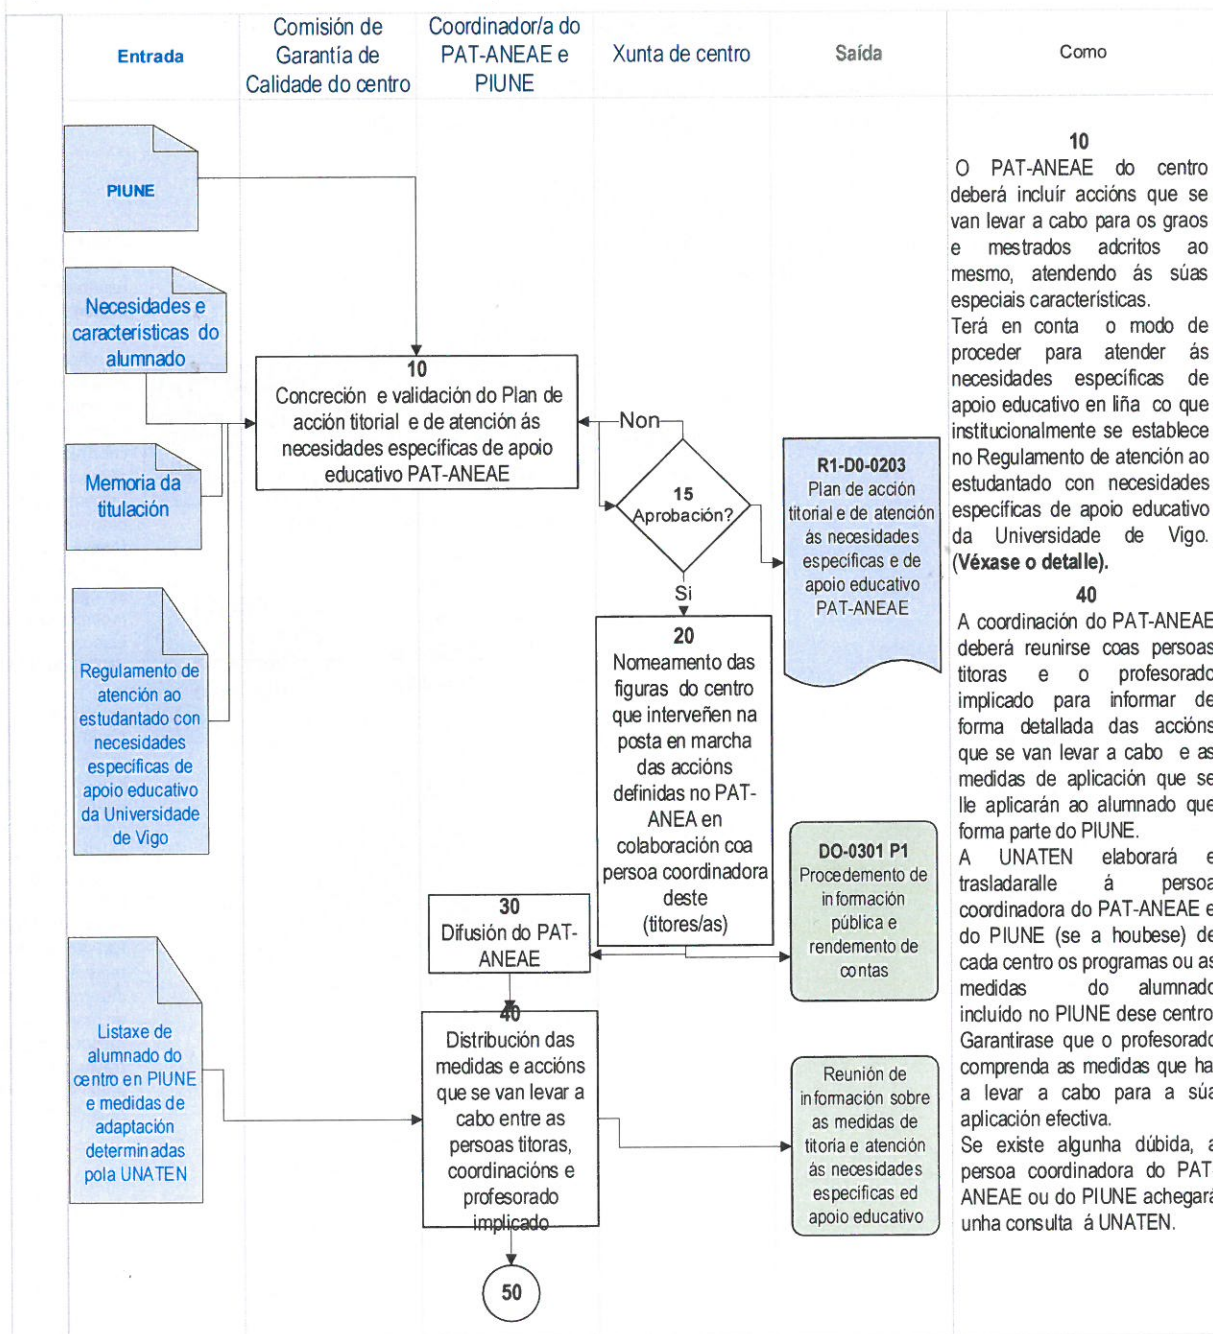 Entrada
Comisión de
Garantía de
Calidade do centro
Coordinador/a do
PAT-ANEAE e
PIUNE
Xunta de centro
Saída
Como
PIUNE
Necesidades e
características do
alumnado
Memoria da
titulación
Regulamento de
atención ao
estudantado con
necesidades
específicas de
apoio educativo
da Universidade
de Vigo
Listaxe de
alumnado do
centro en PIUNE
e medidas de
adaptación
determinadas
pola UNATEN
10
Concreción e validación do Plan de
acción titorial e de atención ás
necesidades específicas de apoio
educativo PAT-ANEAE
Non
15
Aprobación?
Si
20
Nomeamento das
figuras do centro
que interveñen na
posta en marcha
das accións
definidas no PAT-
ANEA en
colaboración coa
persoa coordinadora
deste
(titores/as)
30
Difusión do PAT-
ANEAE
40
Distribución das
medidas e accións
que se van levar a
cabo entre as
persoas titoras,
coordinacións e
profesorado
implicado
50
R1-D0-0203
Plan de acción
titorial e de atención
ás necesidades
específicas e de
apoio educativo
PAT-ANEAE
DO-0301 P1
Procedemento de
información
pública e
rendemento de
contas
Reunión de
información sobre
as medidas de
titoria e atención
ás necesidades
especificas ed
apoio educativo
10
O PAT-ANEAE do centro
deberá incluír accións que se
van levar a cabo para os graos
e mestrados adcritos ao
mesmo, atendendo ás súas
especiais características.
Terá en conta o modo de
proceder para atender ás
necesidades específicas de
apoio educativo en liña co que
institucionalmente se establece
no Regulamento de atención ao
estudantado con necesidades
específicas de apoio educativo
da Universidade de Vigo.
(Véxase o detalle).
40
A coordinación do PAT-ANEAE
deberá reunirse coas persoas
titoras e o profesorado
implicado para informar de
forma detallada das accións
que se van levar a cabo e as
medidas de aplicación que se
lle aplicarán ao alumnado que
forma parte do PIUNE.
A UNATEN elaborará e
trasladaralle á persoa
coordinadora do PAT-ANEAE e
do PIUNE (se a houbese) de
cada centro os programas ou as
medidas do alumnado
incluído no PIUNE dese centro
Garantirase que o profesorado
comprenda as medidas que ha
a levar a cabo para a súa
aplicación efectiva.
Se existe algunha dúbida, a
persoa coordinadora do PAT
ANEAE ou do PIUNE achegará
unha consulta á UNATEN.